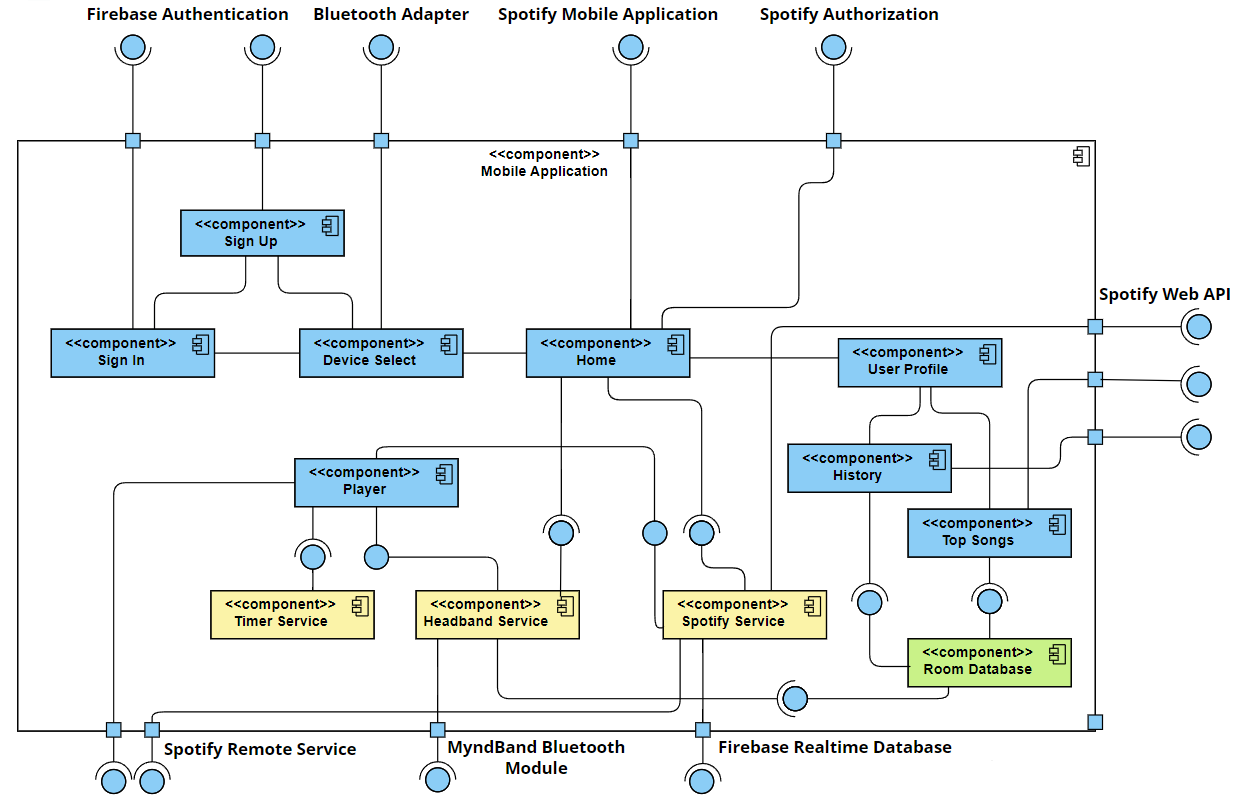 Firebase Authentication
Bluetooth Adapter
Spotify Mobile Application
Spotify Authorization
<<component>>
Mobile Application
<<component>>
Sign Up
Spotify Web API
<<component>>
Sign In
<<component>>
Device Select
<<component>>
Home
<<component>>
User Profile
<<component>>
Player
<<component>>
History
<<component>>
Top Songs
<<component>>
Timer Service
<<component>>
Headband Service
<<component>>
Spotify Service
<<component>>
Room Database
Spotify Remote Service
MyndBand Bluetooth
Module
Firebase Realtime Database